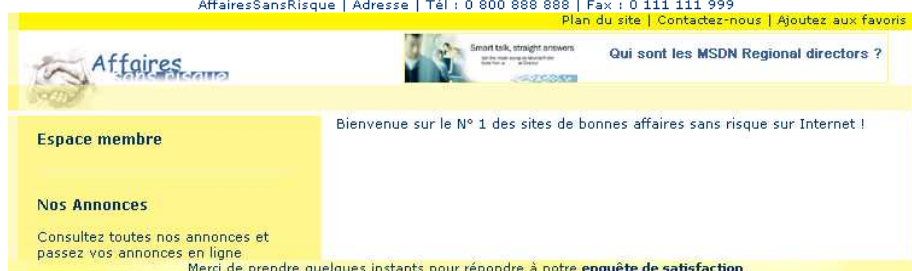 AffairesSansRisque | Adresse | Tél : 0 800 888 888 | Fax : 0 111 111 999
Plan du site | Contactez-nous | Ajoutez aux favoris
Affaires
sans risque
Smart talk, straight answers
Qui sont les MSDN Regional directors ?
Espace membre
Bienvenue sur le N° 1 des sites de bonnes affaires sans risque sur Internet !
Nos Annonces
Consultez toutes nos annonces et
passez vos annonces en ligne
Merci de prendre quelques instants pour répondre à notre enquête de satisfaction